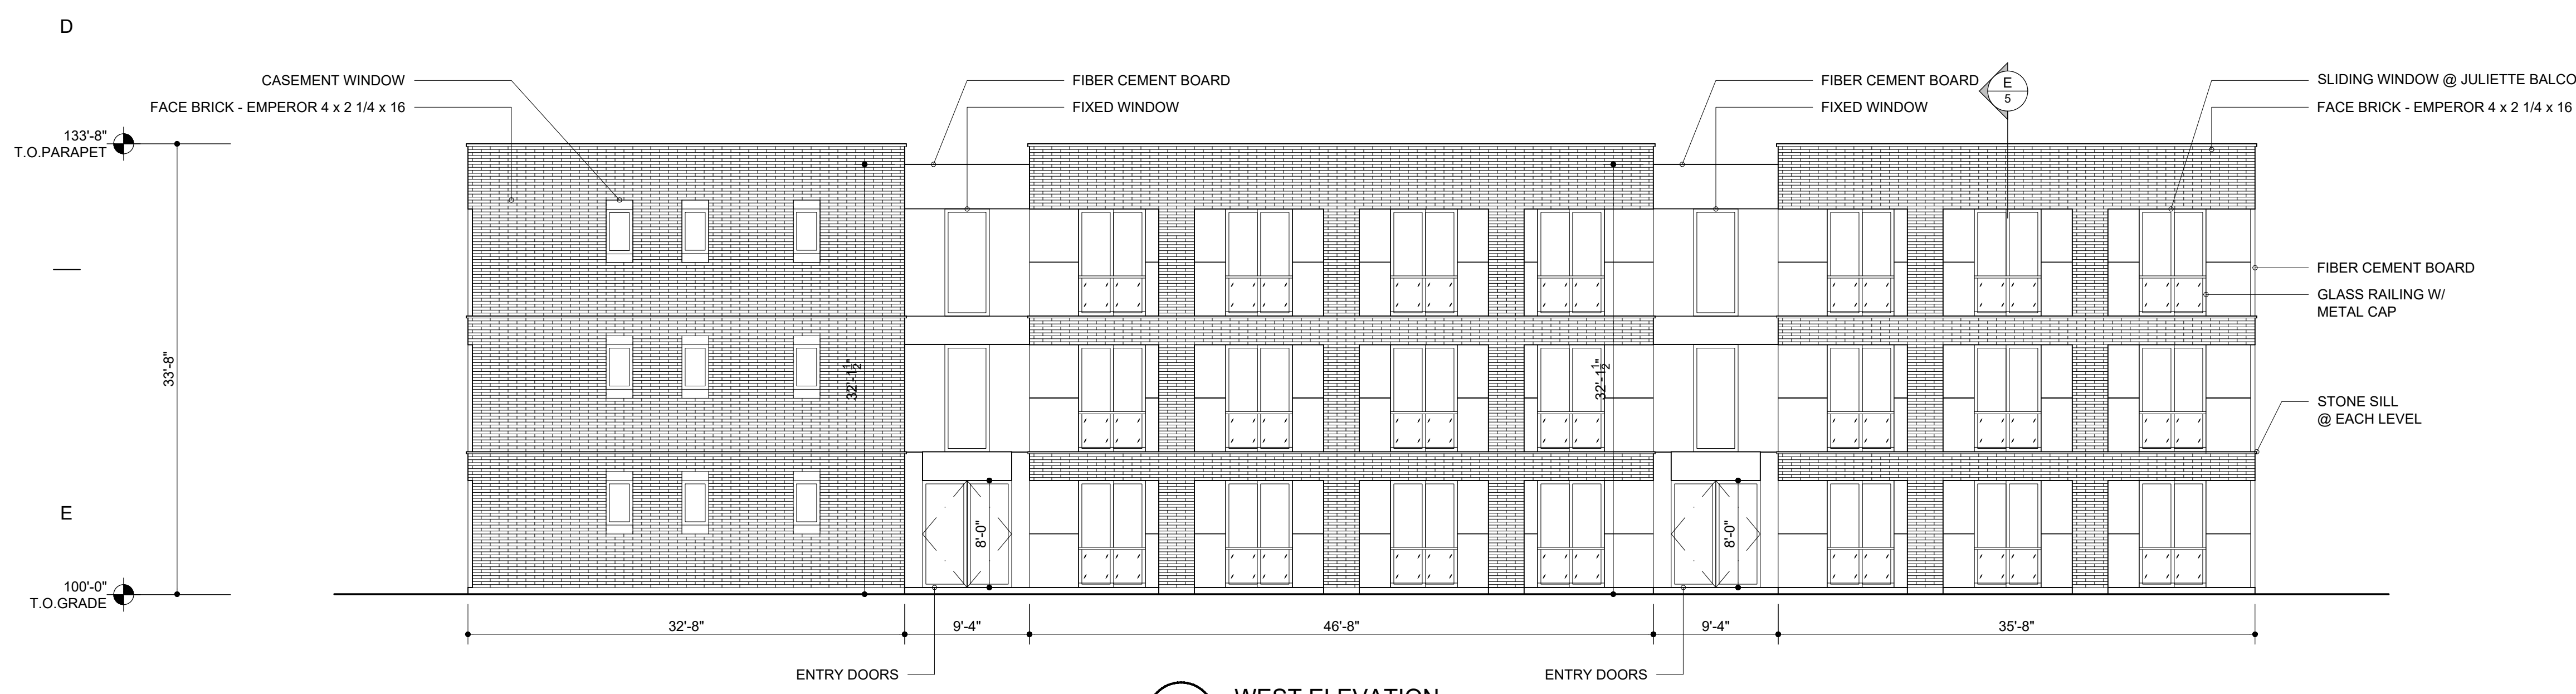 D
CASEMENT WINDOW
FACE BRICK - EMPEROR 4 x 2 1/4 x 16
FIBER CEMENT BOARD
FIXED WINDOW
FIBER CEMENT BOARD
FIXED WINDOW
E
5
SLIDING WINDOW @ JULIETTE BALCO
FACE BRICK - EMPEROR 4 x 2 1/4 x 16
133'-8"
T.O.PARAPET
FIBER CEMENT BOARD
GLASS RAILING W/
METAL CAP
33'-8"
32'-1 1/2"
32'-1 1/2"
STONE SILL
@ EACH LEVEL
E
8'-0"
8'-0"
100'-0"
T.O.GRADE
32'-8"
9'-4"
46'-8"
9'-4"
35'-8"
ENTRY DOORS
ENTRY DOORS
WEST ELEVATION